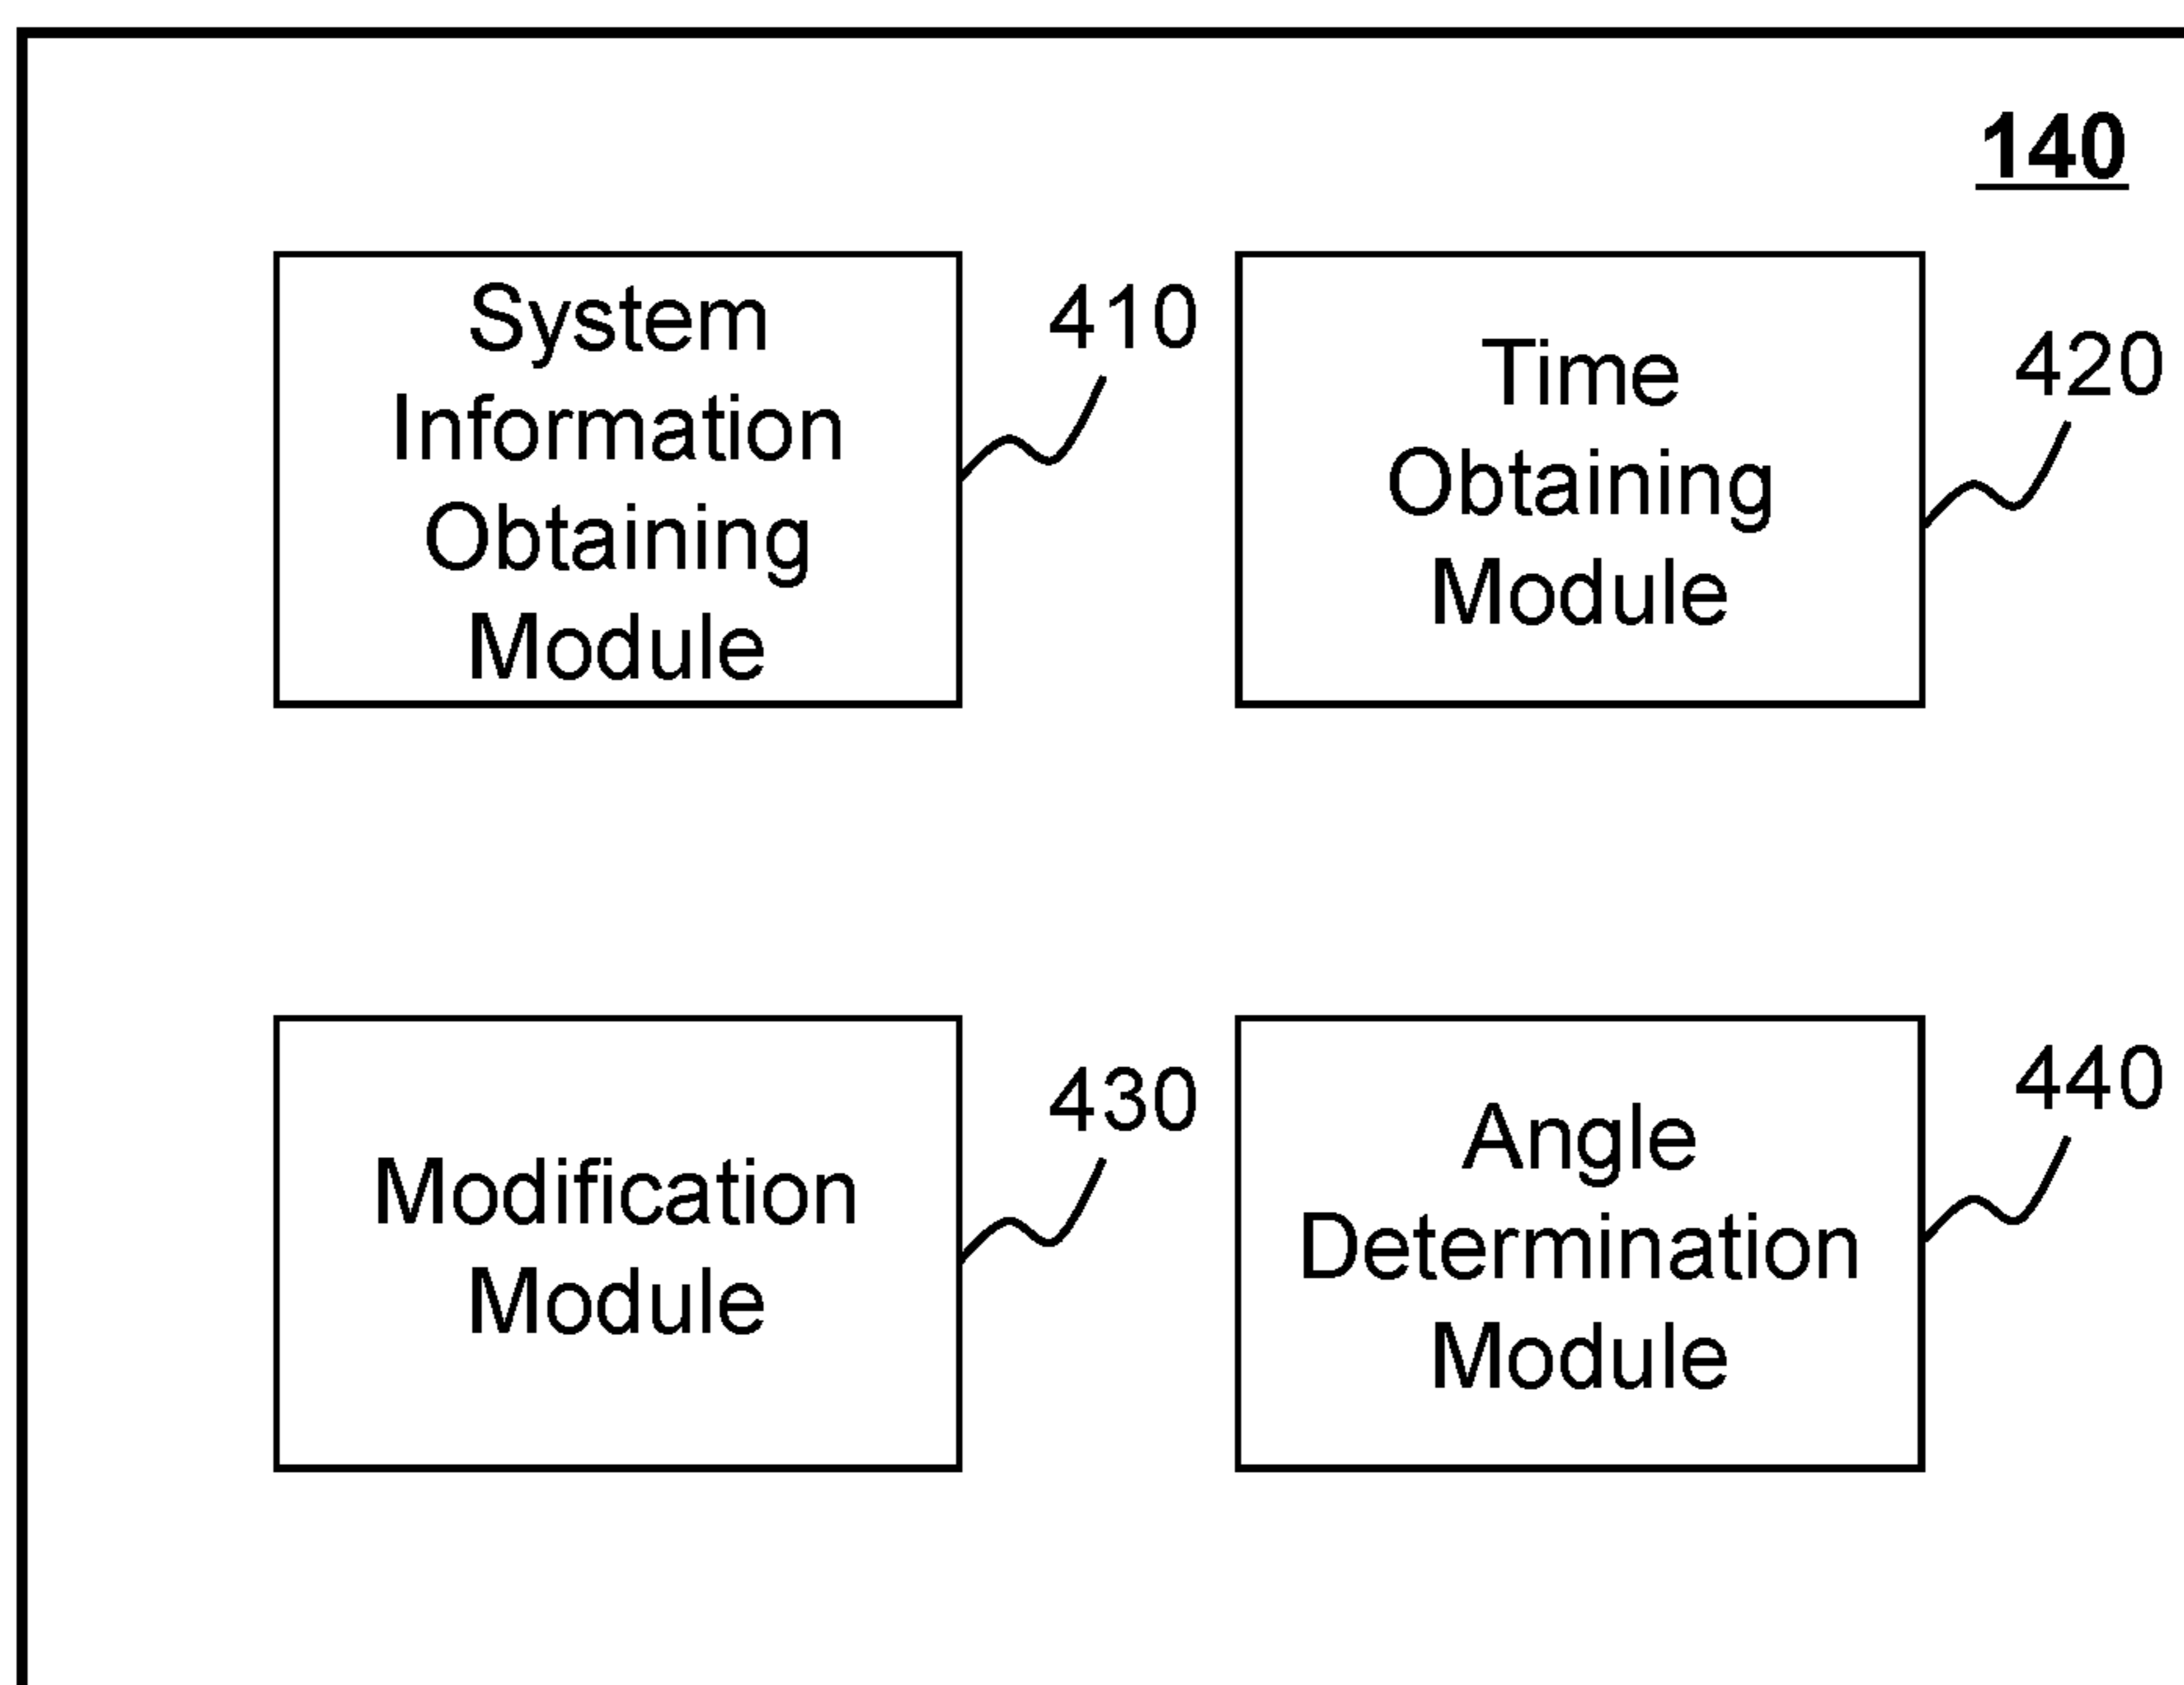 140
System
Information
Obtaining
Module
410
Time
Obtaining
Module
420
Modification
Module
430
Angle
Determination
Module
440